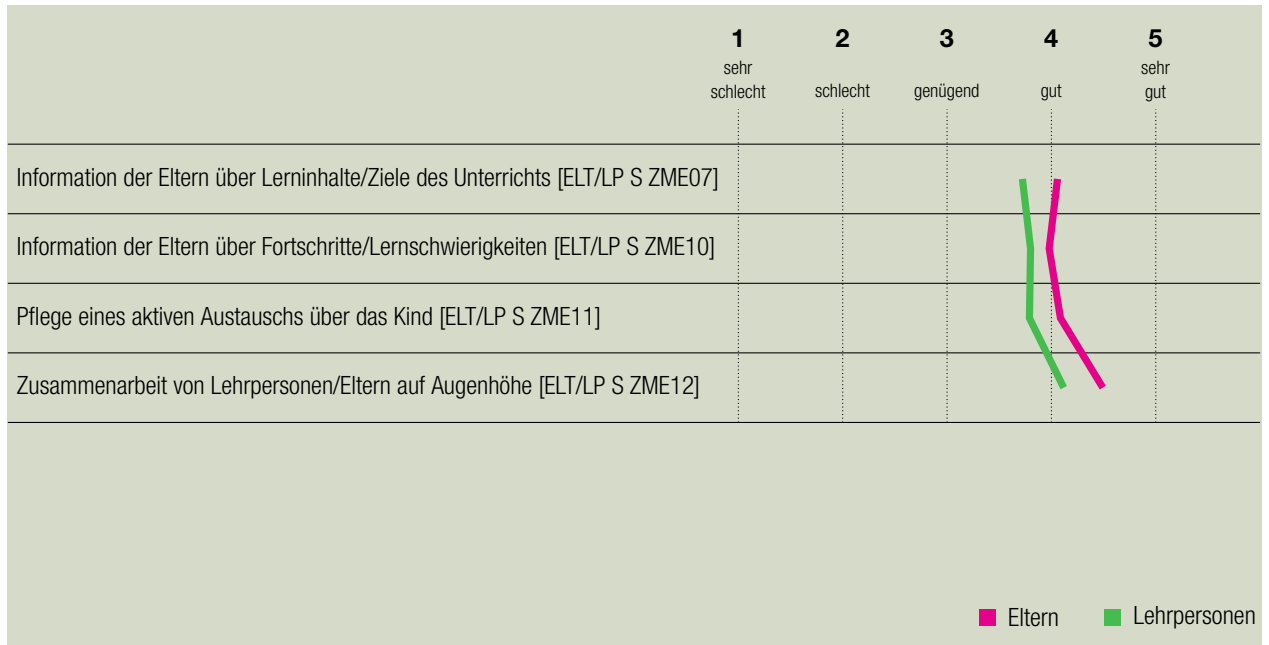 1 2 3 4 5
sehr schlecht schlecht genügend gut sehr gut
Information der Eltern über Lerninhalte/Ziele des Unterrichts [ELT/LP S ZME07]
Information der Eltern über Fortschritte/Lernschwierigkeiten [ELT/LP S ZME10]
Pflege eines aktiven Austauschs über das Kind [ELT/LP S ZME11]
Zusammenarbeit von Lehrpersonen/Eltern auf Augenhöhe [ELT/LP S ZME12]
Eltern Lehrpersonen